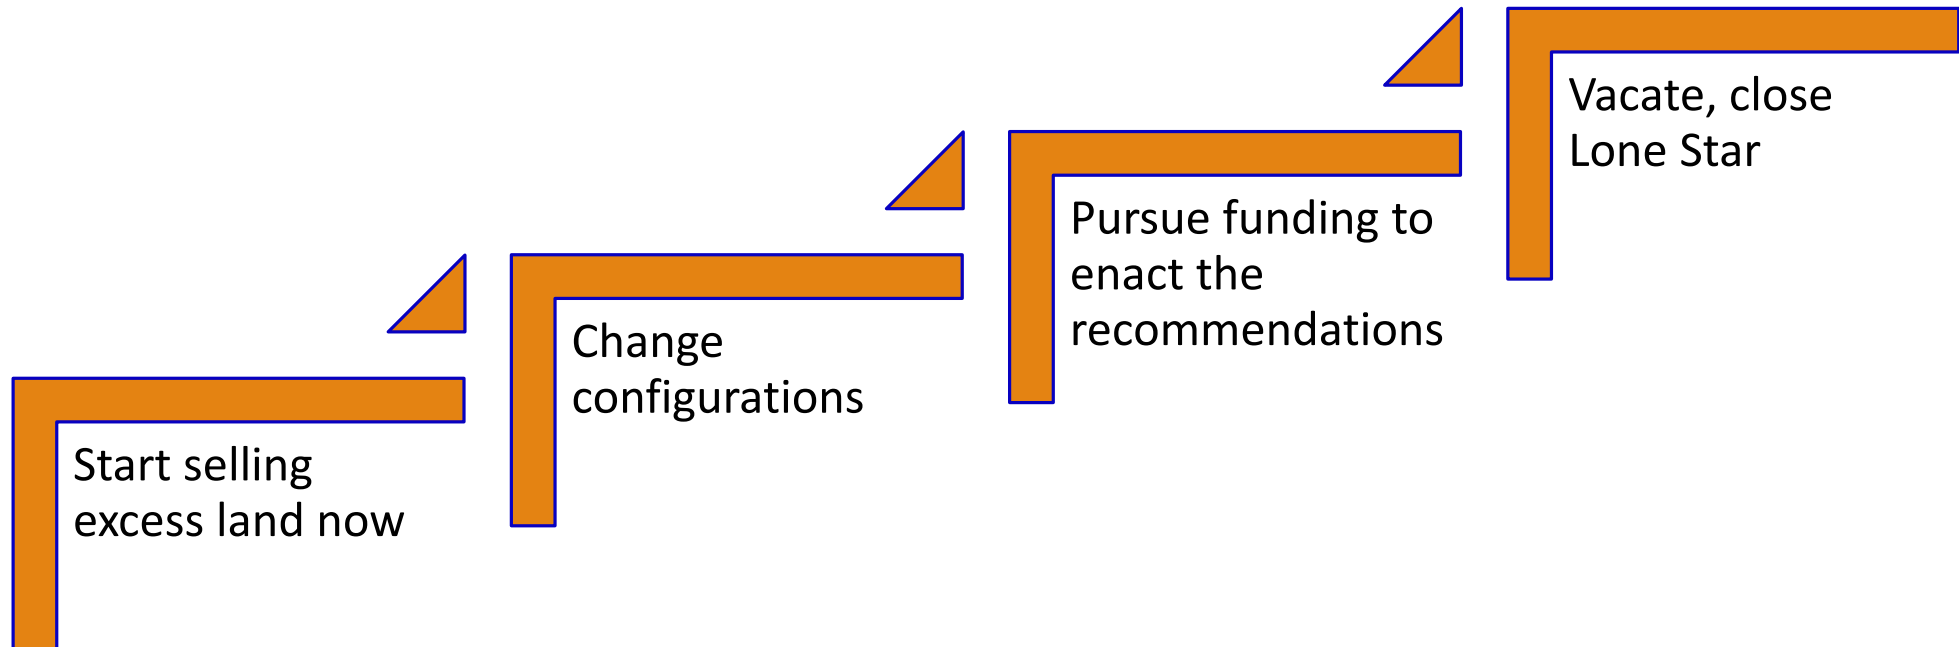 Start selling
excess land now
Change
configurations
Pursue funding to
enact the
recommendations
Vacate, close
Lone Star